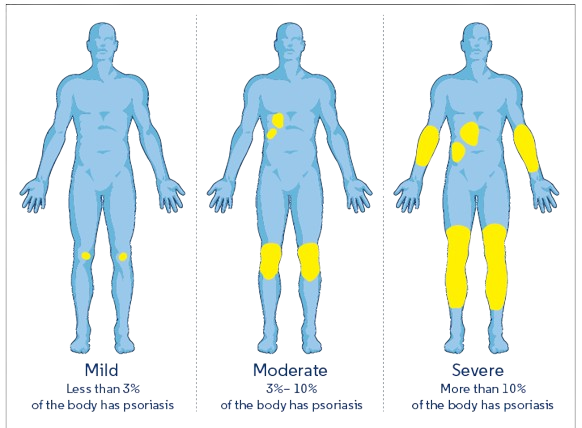 Mild
Less than 3%
of the body has psoriasis
Moderate
3%– 10%
of the body has psoriasis
Severe
More than 10%
of the body has psoriasis